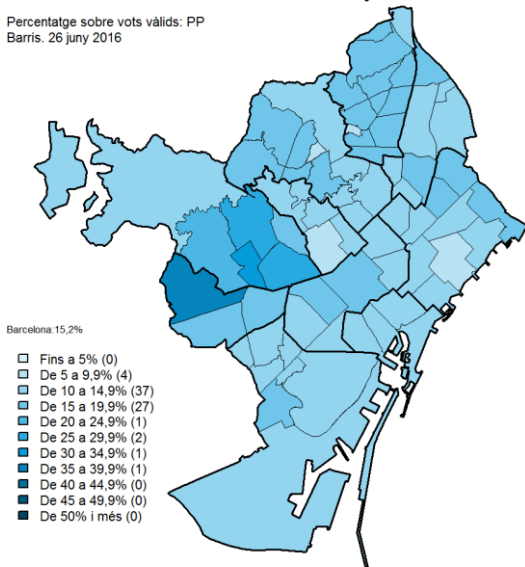 Percentatge sobre vots vàlids: PP
Barris. 26 juny 2016
Barcelona:15,2%
Fins a 5% (0)
De 5 a 9,9% (4)
De 10 a 14,9% (37)
De 15 a 19,9% (27)
De 20 a 24,9% (1)
De 25 a 29,9% (2)
De 30 a 34,9% (1)
De 35 a 39,9% (1)
De 40 a 44,9% (0)
De 45 a 49,9% (0)
De 50% i més (0)